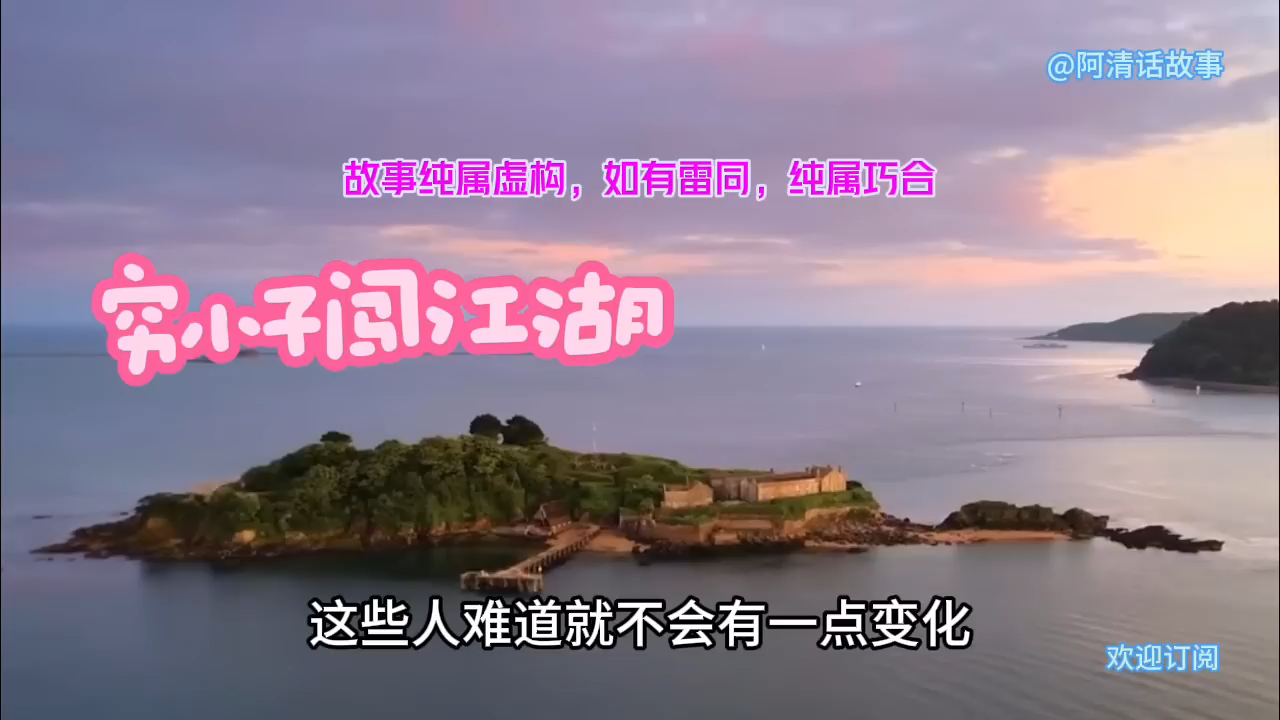 @阿清话故事
故事纯属虚构，如有雷同，纯属巧合
穷小子闯江湖
这些人难道就不会有一点变化
欢迎订阅